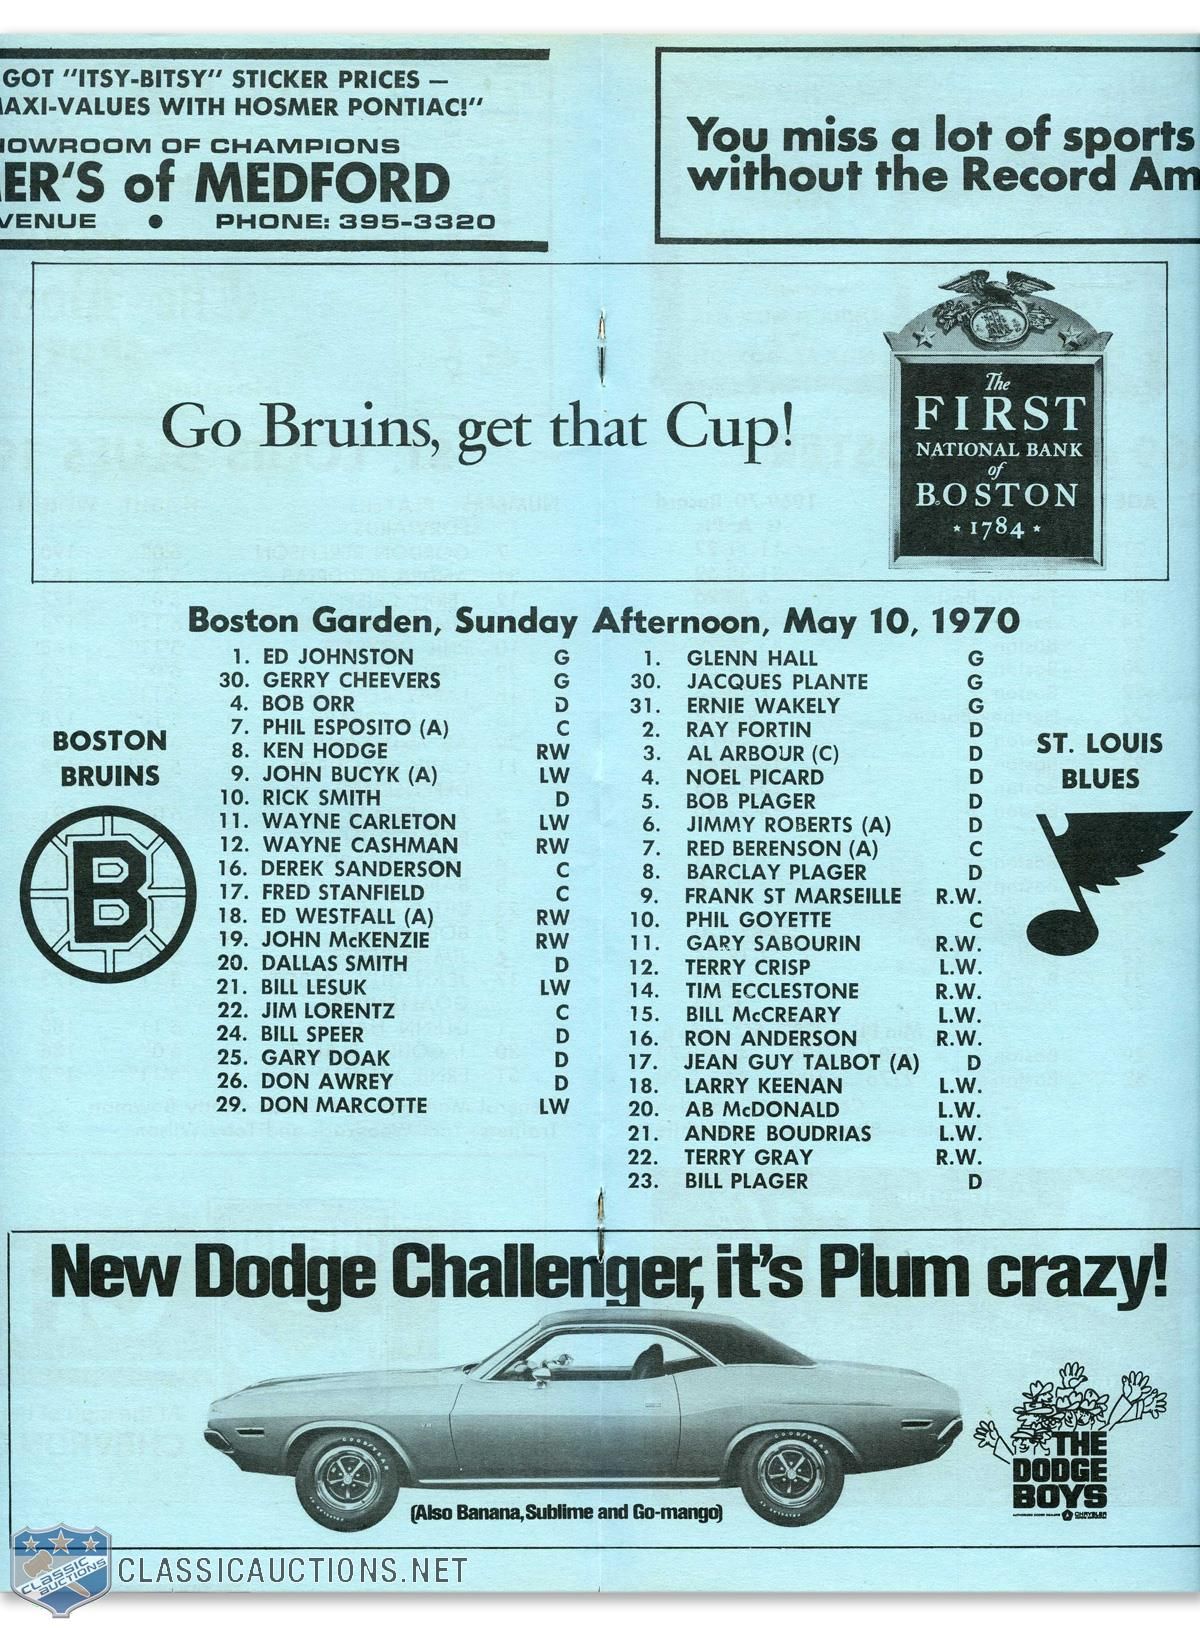 GOT "ITSY-BITSY" STICKER PRICES —
MAXI-VALUES WITH HOSMER PONTIAC!"
SHOWROOM OF CHAMPIONS
ER'S of MEDFORD
VENUE • PHONE: 395-3320
You miss a lot of sports
without the Record Am
Go Bruins, get that Cup!
The
FIRST
NATIONAL BANK
of
BOSTON
★ 1784 ★
Boston Garden, Sunday Afternoon, May 10, 1970
BOSTON
BRUINS
B
1. ED JOHNSTON G
30. GERRY CHEEVERS G
4. BOB ORR D
7. PHIL ESPOSITO (A) C
8. KEN HODGE RW
9. JOHN BUCYK (A) LW
10. RICK SMITH D
11. WAYNE CARLETON LW
12. WAYNE CASHMAN RW
16. DEREK SANDERSON C
17. FRED STANFIELD C
18. ED WESTFALL (A) RW
19. JOHN McKENZIE RW
20. DALLAS SMITH D
21. BILL LESUK LW
22. JIM LORENTZ C
24. BILL SPEER D
25. GARY DOAK D
26. DON AWREY D
29. DON MARCOTTE LW
1. GLENN HALL G
30. JACQUES PLANTE G
31. ERNIE WAKELY G
2. RAY FORTIN D
3. AL ARBOUR (C) D
4. NOEL PICARD D
5. BOB PLAGER D
6. JIMMY ROBERTS (A) D
7. RED BERENSON (A) C
8. BARCLAY PLAGER D
9. FRANK ST MARSEILLE R.W.
10. PHIL GOYETTE C
11. GARY SABOURIN R.W.
12. TERRY CRISP L.W.
14. TIM ECCLESTONE R.W.
15. BILL McCREARY L.W.
16. RON ANDERSON R.W.
17. JEAN GUY TALBOT (A) D
18. LARRY KEENAN L.W.
20. AB McDONALD L.W.
21. ANDRE BOUDRIAS L.W.
22. TERRY GRAY R.W.
23. BILL PLAGER D
ST. LOUIS
BLUES
New Dodge Challenger, it's Plum crazy!
GOODYEAR
GOODYEAR
(Also Banana, Sublime and Go-mango)
THE
DODGE
BOYS
CHRYSLER
CLASSIC
AUCTIONS
CLASSICAUCTIONS.NET